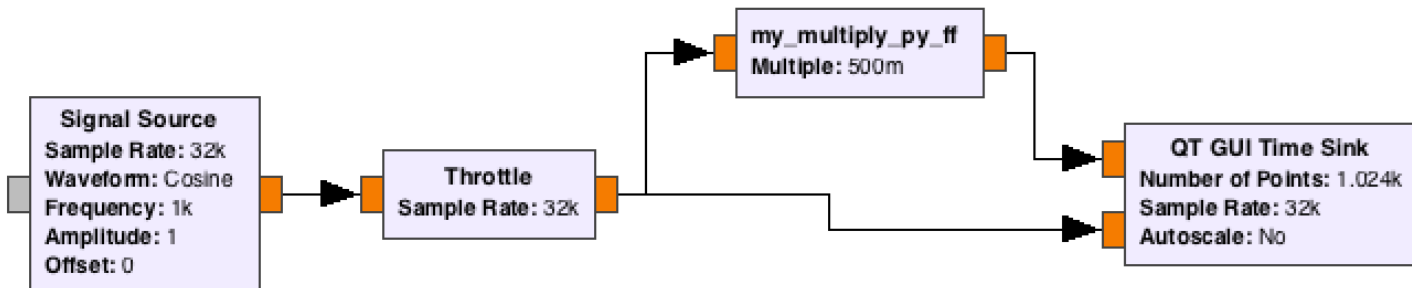 Signal Source
Sample Rate: 32k
Waveform: Cosine
Frequency: 1k
Amplitude: 1
Offset: 0
Throttle
Sample Rate: 32k
my_multiply_py_ff
Multiple: 500m
QT GUI Time Sink
Number of Points: 1.024k
Sample Rate: 32k
Autoscale: No